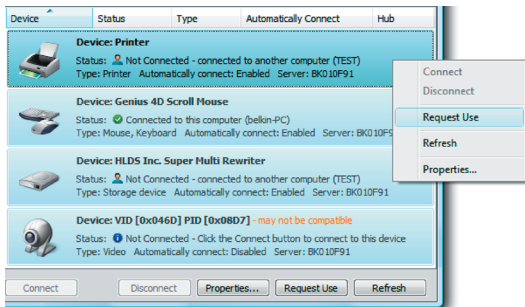 Device Status Type Automatically Connect Hub
Device: Printer
Status: Not Connected - connected to another computer (TEST)
Type: Printer Automatically connect: Enabled Server: BK010F91
Device: Genius 4D Scroll Mouse
Status: Connected to this computer (belkin-PC)
Type: Mouse, Keyboard Automatically connect: Enabled Server: BK010F9
Device: HLDS Inc. Super Multi Rewriter
Status: Not Connected - connected to another computer (TEST)
Type: Storage device Automatically connect: Enabled Server: BK010F91
Device: VID [0x046D] PID [0x08D7] - may not be compatible
Status: Not Connected - Click the Connect button to connect to this device
Type: Video Automatically connect: Disabled Server: BK010F91
Connect Disconnect Properties... Request Use Refresh
Connect
Disconnect
Request Use
Refresh
Properties...